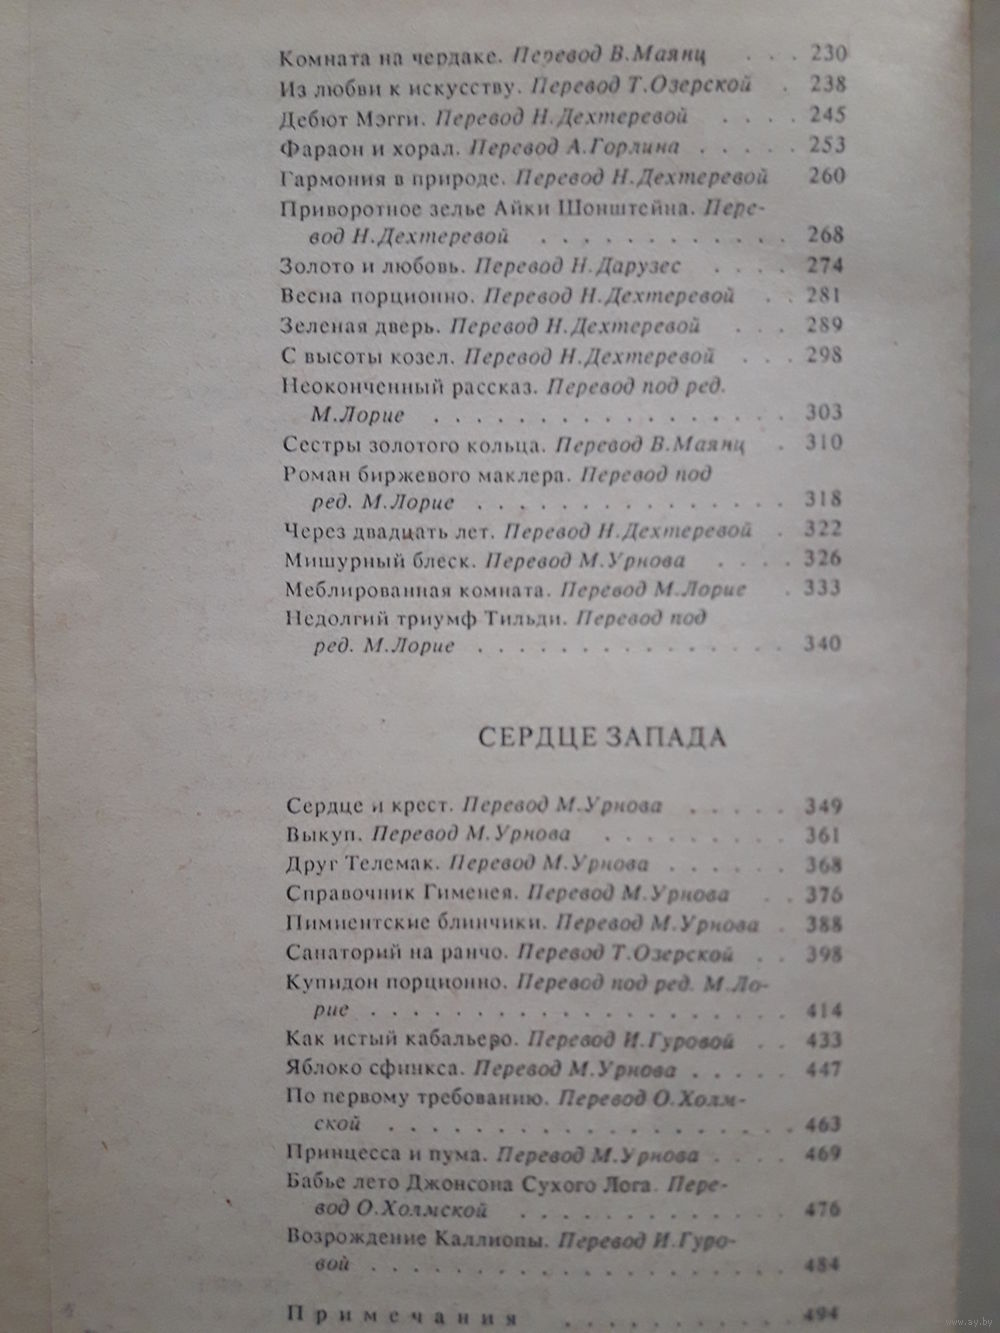 Комната на чердаке. Перевод В.Маянц . . . 230
Из любви к искусству. Перевод Т.Озерской . 238
Дебют Мэгги. Перевод Н.Дехтеревой . . . . 245
Фараон и хорал. Перевод А.Горлина . . . . . 253
Гармония в природе. Перевод Н.Дехтеревой 260
Приворотное зелье Айки Шонштейна. Пере-
вод Н.Дехтеревой . . . . . . . . . . . . 268
Золото и любовь. Перевод Н.Дарузес . . . . 274
Весна порционно. Перевод Н.Дехтеревой . . 281
Зеленая дверь. Перевод Н.Дехтеревой . . . 289
С высоты козел. Перевод Н.Дехтеревой . . . 298
Неоконченный рассказ. Перевод под ред.
М.Лорие . . . . . . . . . . . . . . . . 303
Сестры золотого кольца. Перевод В.Маянц . 310
Роман биржевого маклера. Перевод под
ред. М.Лорие . . . . . . . . . . . . . . 318
Через двадцать лет. Перевод Н.Дехтеревой . 322
Мишурный блеск. Перевод М.Урнова . . . . 326
Меблированная комната. Перевод М.Лорие . 333
Недолгий триумф Тильди. Перевод под
ред. М.Лорие . . . . . . . . . . . . . . 340
СЕРДЦЕ ЗАПАДА
Сердце и крест. Перевод М.Урнова . . . . . 349
Выкуп. Перевод М.Урнова . . . . . . . . 361
Друг Телемак. Перевод М.Урнова . . . . . . 368
Справочник Гименея. Перевод М.Урнова . . 376
Пимиентские блинчики. Перевод М.Урнова . 388
Санаторий на ранчо. Перевод Т.Озерской . . 398
Купидон порционно. Перевод под ред. М.Ло-
рие . . . . . . . . . . . . . . . . . . 414
Как истый кабальеро. Перевод И.Гуровой . . 433
Яблоко сфинкса. Перевод М.Урнова . . . . . 447
По первому требованию. Перевод О.Холм-
ской . . . . . . . . . . . . . . . . . 463
Принцесса и пума. Перевод М.Урнова . . . . 469
Бабье лето Джонсона Сухого Лога. Пере-
вод О.Холмской . . . . . . . . . . . . 476
Возрождение Каллиопы. Перевод И.Гуро-
вой . . . . . . . . . . . . . . . . . . 484
Примечания . . . . . . . . . . 494
www.ay.by